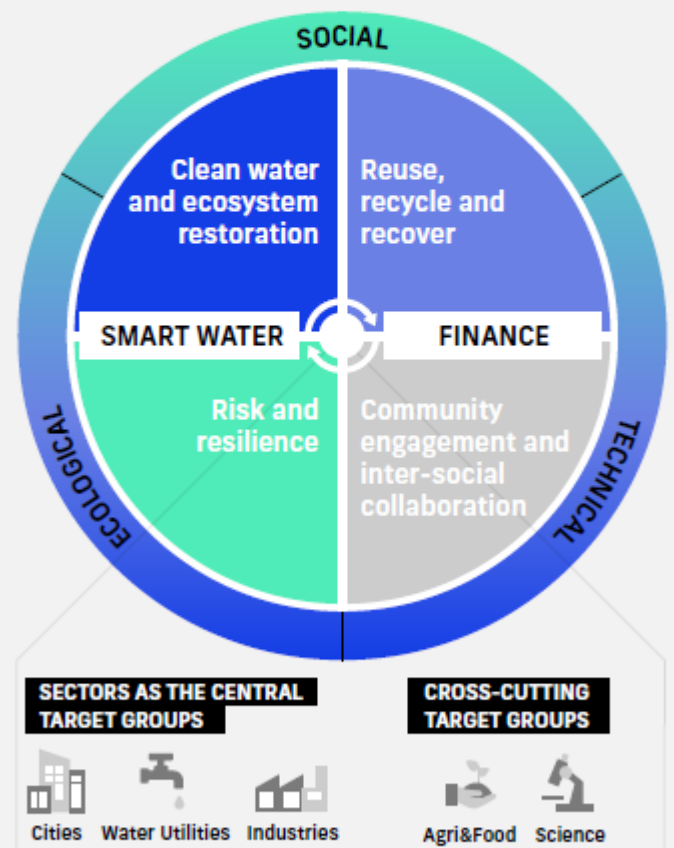 SOCIAL
Clean water
and ecosystem
restoration
Reuse,
recycle and
recover
SMART WATER
FINANCE
Risk and
resilience
Community
engagement and
inter-social
collaboration
ECOLOGICAL
TECHNICAL
SECTORS AS THE CENTRAL
TARGET GROUPS
CROSS-CUTTING
TARGET GROUPS
Cities
Water Utilities
Industries
Agri&Food
Science